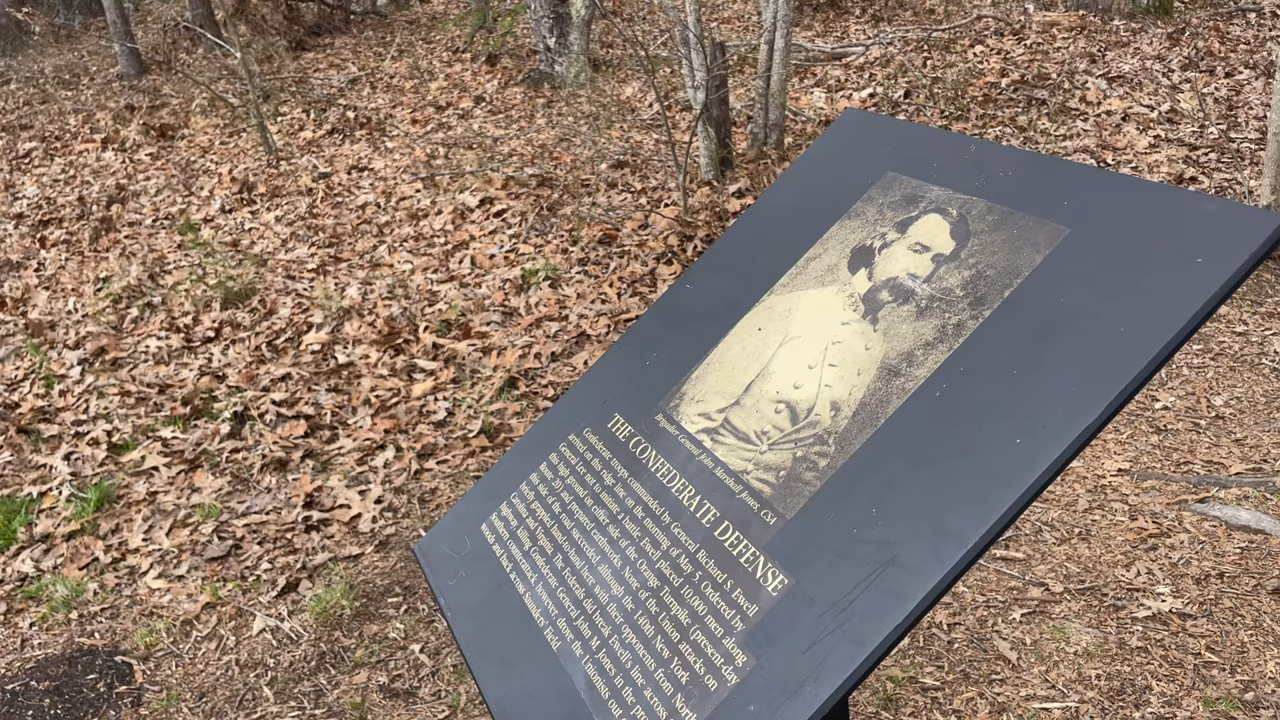 Brigadier General John Marshall Jones, CSA
THE CONFEDERATE DEFENSE
Confederate troops commanded by General Richard S. Ewell
arrived on this ridge line on the morning of May 5. Ordered by
General Lee not to initiate a battle, Ewell placed 10,000 men along
this high ground on either side of the Orange Turnpike (present-day
Route 20) and prepared earthworks. None of the Union attacks on
this side of the road succeeded, although the 140th New York
briefly grappled hand-to-hand here with their opponents from North
Carolina and Virginia. The Federals did break Ewell's line across
highway, killing Confederate General John M. Jones in the
Southern counterattack, however, drove the Unionists out
woods and back across Saunders' Field.